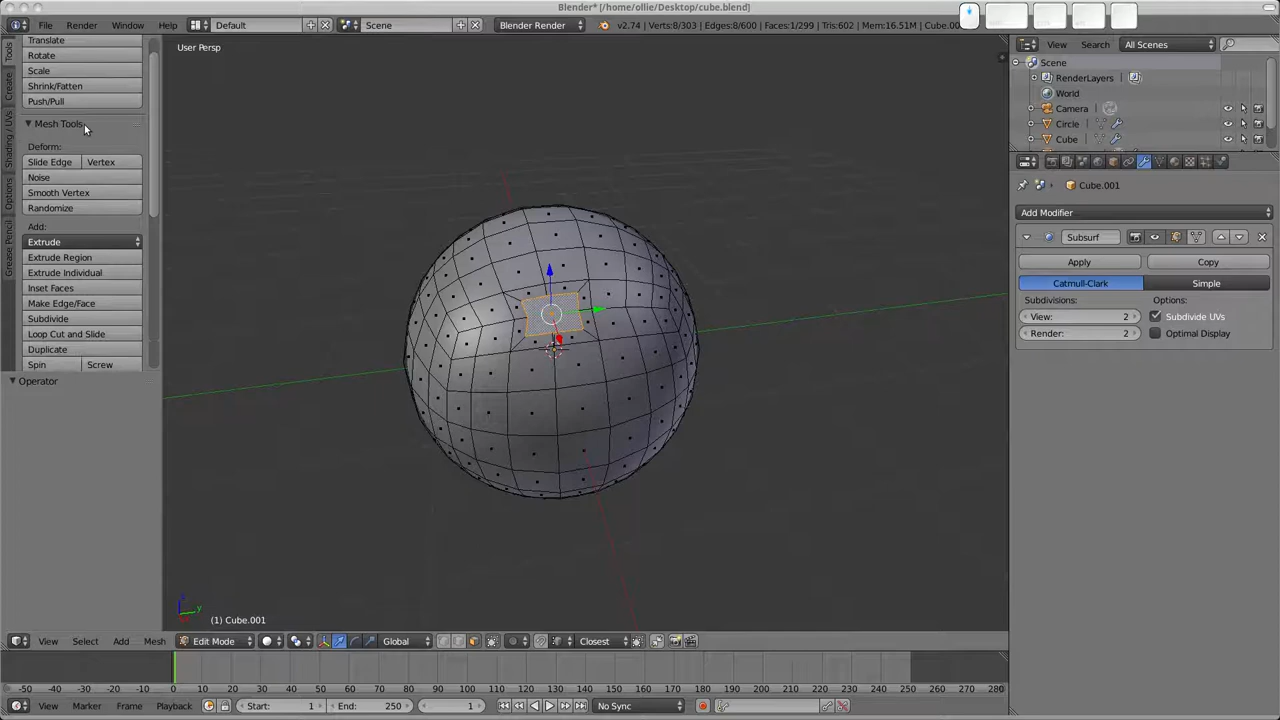 Blender* [/home/ollie/Desktop/cube.blend]
File Render Window Help Default Scene Blender Render v2.74 | Verts:8/303 | Edges:8/600 | Faces:1/299 | Tris:602 | Mem:16.51M | Cube.00
Tools
Create
Shading / UVs
Options
Grease Pencil
Translate
Rotate
Scale
Shrink/Fatten
Push/Pull
Mesh Tools
Deform:
Slide Edge Vertex
Noise
Smooth Vertex
Randomize
Add:
Extrude
Extrude Region
Extrude Individual
Inset Faces
Make Edge/Face
Subdivide
Loop Cut and Slide
Duplicate
Spin Screw
Operator
User Persp
z
y
(1) Cube.001
View Select Add Mesh Edit Mode Global Closest
-50 -40 -30 -20 -10 0 10 20 30 40 50 60 70 80 90 100 110 120 130 140 150 160 170 180 190 200 210 220 230 240 250 260 270 280
View Marker Frame Playback Start: 1 End: 250 1 No Sync
View Search All Scenes
Scene
RenderLayers
World
Camera
Circle
Cube
Cube.001
Add Modifier
Subsurf
Apply Copy
Catmull-Clark Simple
Subdivisions: Options:
View: 2 Subdivide UVs
Render: 2 Optimal Display